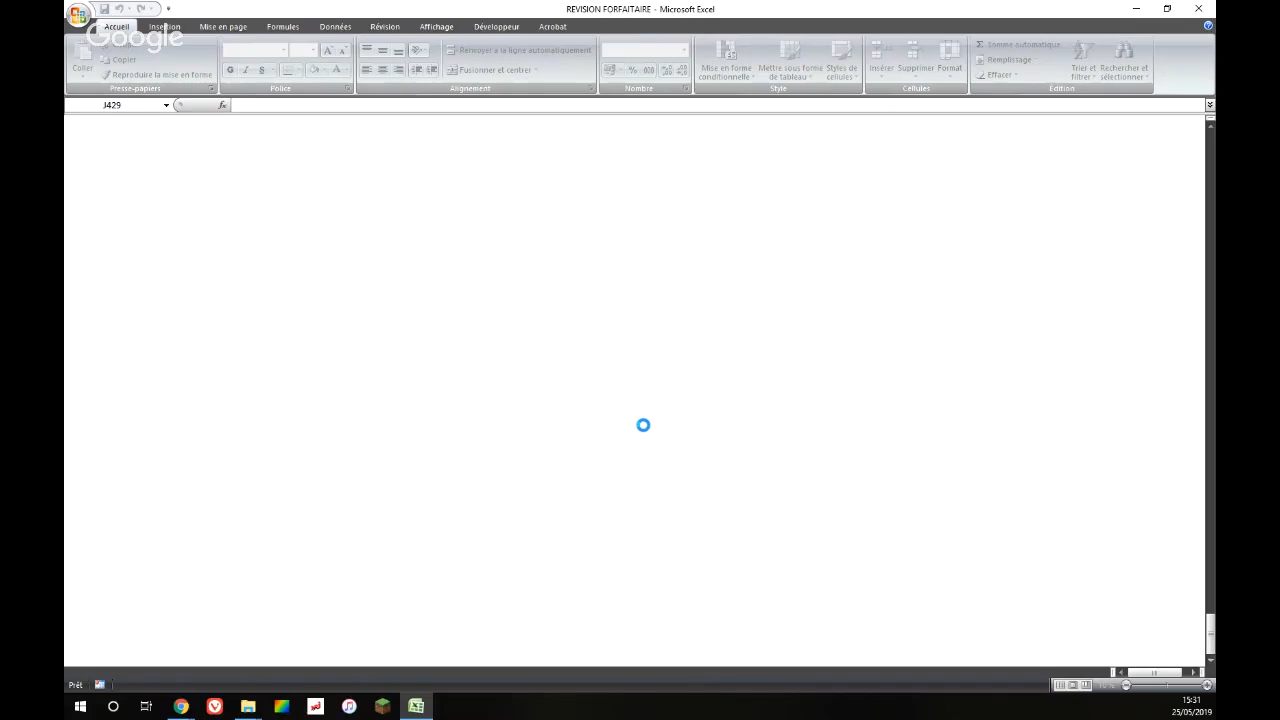 REVISION FORFAITAIRE - Microsoft Excel
Accueil Insertion Mise en page Formules Données Révision Affichage Développeur Acrobat
Google
Coller
Copier
Reproduire la mise en forme
Presse-papiers
G I S
A A
Police
Renvoyer à la ligne automatiquement
Fusionner et centrer
Alignement
% 000
Nombre
Mise en forme conditionnelle
Mettre sous forme de tableau
Styles de cellules
Style
Insérer Supprimer Format
Cellules
Σ Somme automatique
Remplissage
Effacer
Trier et filtrer
Rechercher et sélectionner
Edition
J429
fx
Prêt
15:31
25/05/2019